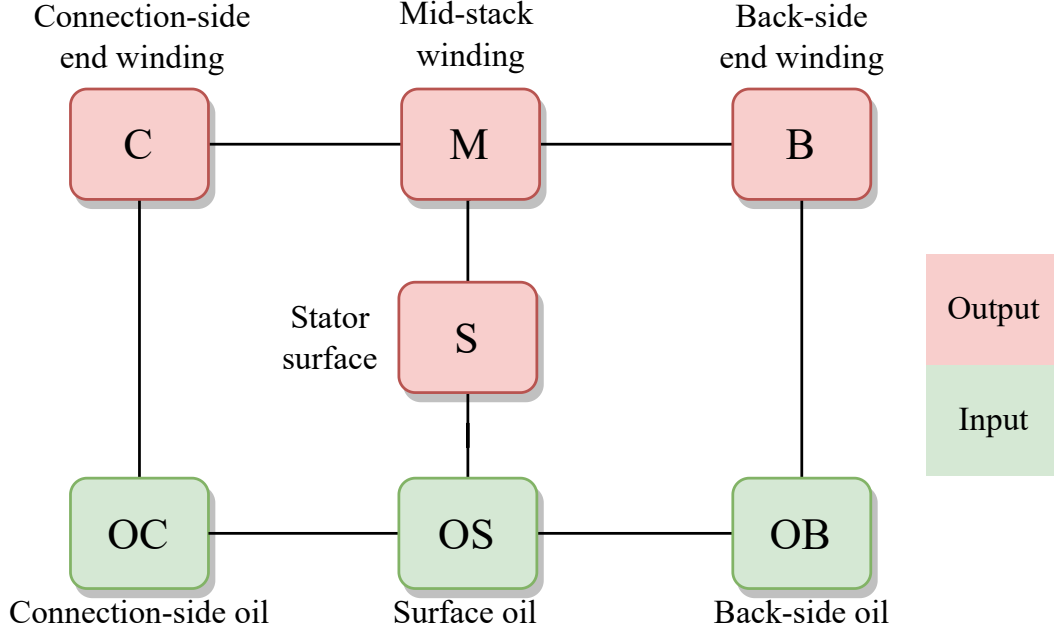 Connection-side
end winding
Mid-stack
winding
Back-side
end winding
C
M
B
Stator
surface
S
Output
Input
OC
OS
OB
Connection-side oil
Surface oil
Back-side oil